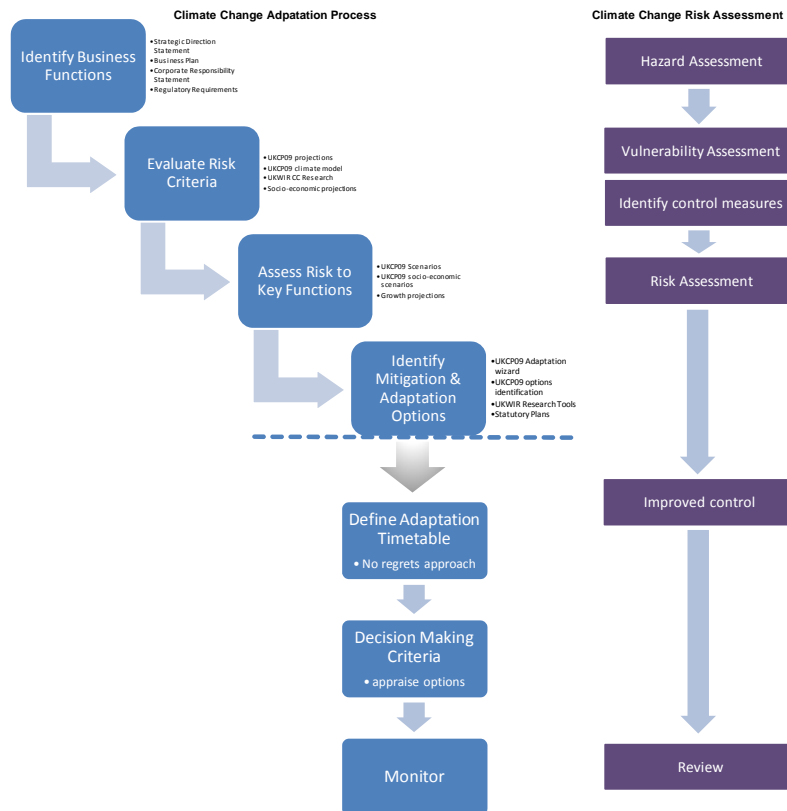 Climate Change Adpatation Process
Identify Business
Functions
•Strategic Direction
Statement
•Business Plan
•Corporate Responsibility
Statement
•Regulatory Requirements
Evaluate Risk
Criteria
•UKCP09 projections
•UKCP09 climate model
•UKWIR CC Research
•Socio-economic projections
Assess Risk to
Key Functions
•UKCP09 Scenarios
•UKCP09 socio-economic
scenarios
•Growth projections
Identify
Mitigation &
Adaptation
Options
•UKCP09 Adaptation
wizard
•UKCP09 options
identification
•UKWIR Research Tools
•Statutory Plans
Define Adaptation
Timetable
• No regrets approach
Decision Making
Criteria
• appraise options
Monitor
Climate Change Risk Assessment
Hazard Assessment
Vulnerability Assessment
Identify control measures
Risk Assessment
Improved control
Review